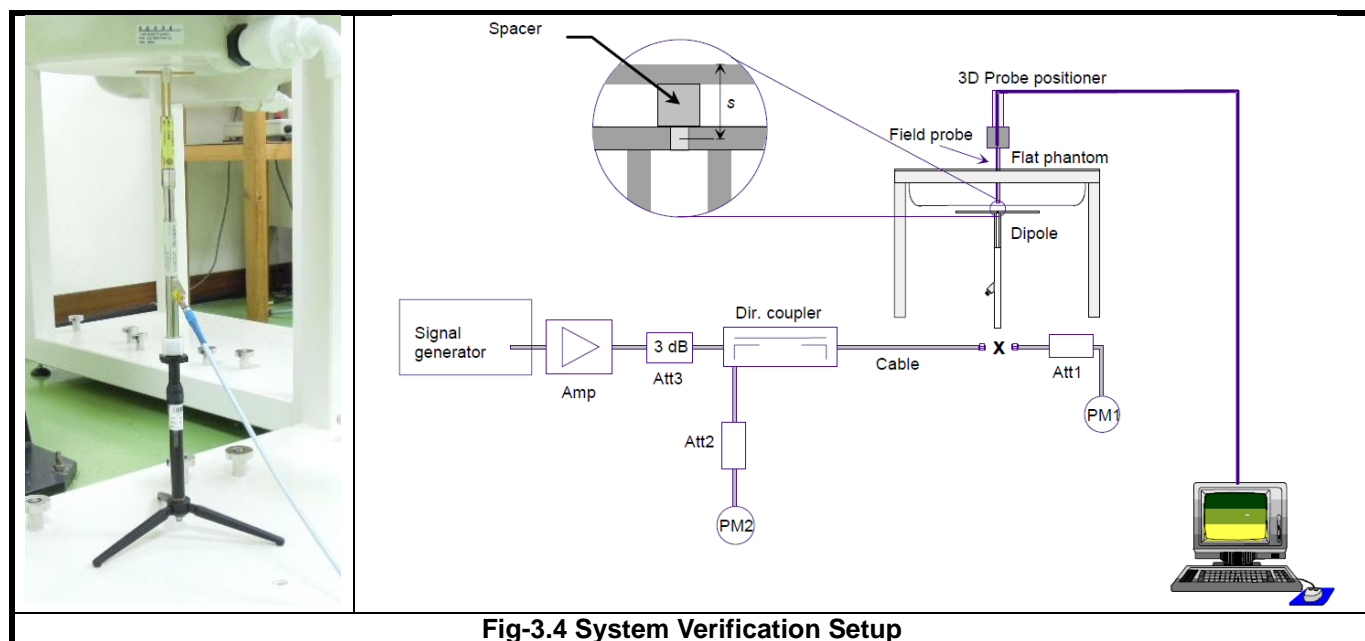 Spacer
s
3D Probe positioner
Field probe
Flat phantom
Dipole
Signal
generator
Amp
3 dB
Att3
Dir. coupler
Cable
X
Att1
PM1
Att2
PM2
Fig-3.4 System Verification Setup